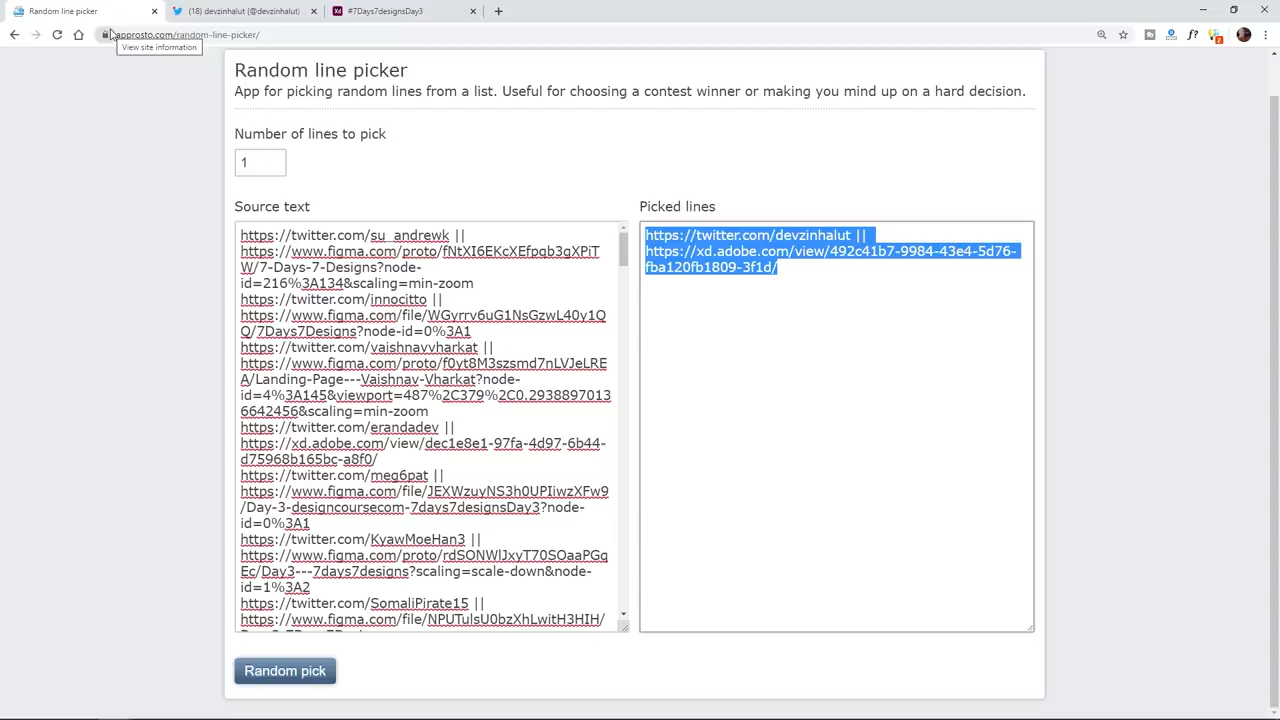 Random line picker
(18) devzinhalut (@devzinhalut)
#7Days7designsDay3
approsto.com/random-line-picker/
View site information
Random line picker
App for picking random lines from a list. Useful for choosing a contest winner or making you mind up on a hard decision.
Number of lines to pick
1
Source text
https://twitter.com/su_andrewk ||
https://www.figma.com/proto/fNtXI6EKcXEfpqb3gXPiT
W/7-Days-7-Designs?node-
id=216%3A134&scaling=min-zoom
https://twitter.com/innocitto ||
https://www.figma.com/file/WGyrrv6uG1NsGzwL40y1Q
Q/7Days7Designs?node-id=0%3A1
https://twitter.com/vaishnavvharkat ||
https://www.figma.com/proto/f0yt8M3szsmd7nLVJeLRE
A/Landing-Page---Vaishnav-Vharkat?node-
id=4%3A145&viewport=487%2C379%2C0.2938897013
6642456&scaling=min-zoom
https://twitter.com/erandadev ||
https://xd.adobe.com/view/dec1e8e1-97fa-4d97-6b44-
d75968b165bc-a8f0/
https://twitter.com/meg6pat ||
https://www.figma.com/file/JEXWzuyNS3h0UPIiwzXFw9
/Day-3-designcoursecom-7days7designsDay3?node-
id=0%3A1
https://twitter.com/KyawMoeHan3 ||
https://www.figma.com/proto/rdSONWlJxyT70SOaaPGq
Ec/Day3---7days7designs?scaling=scale-down&node-
id=1%3A2
https://twitter.com/SomaliPirate15 ||
https://www.figma.com/file/NPUTulsU0bzXhLwitH3HIH/
Picked lines
https://twitter.com/devzinhalut ||
https://xd.adobe.com/view/492c41b7-9984-43e4-5d76-
fba120fb1809-3f1d/
Random pick